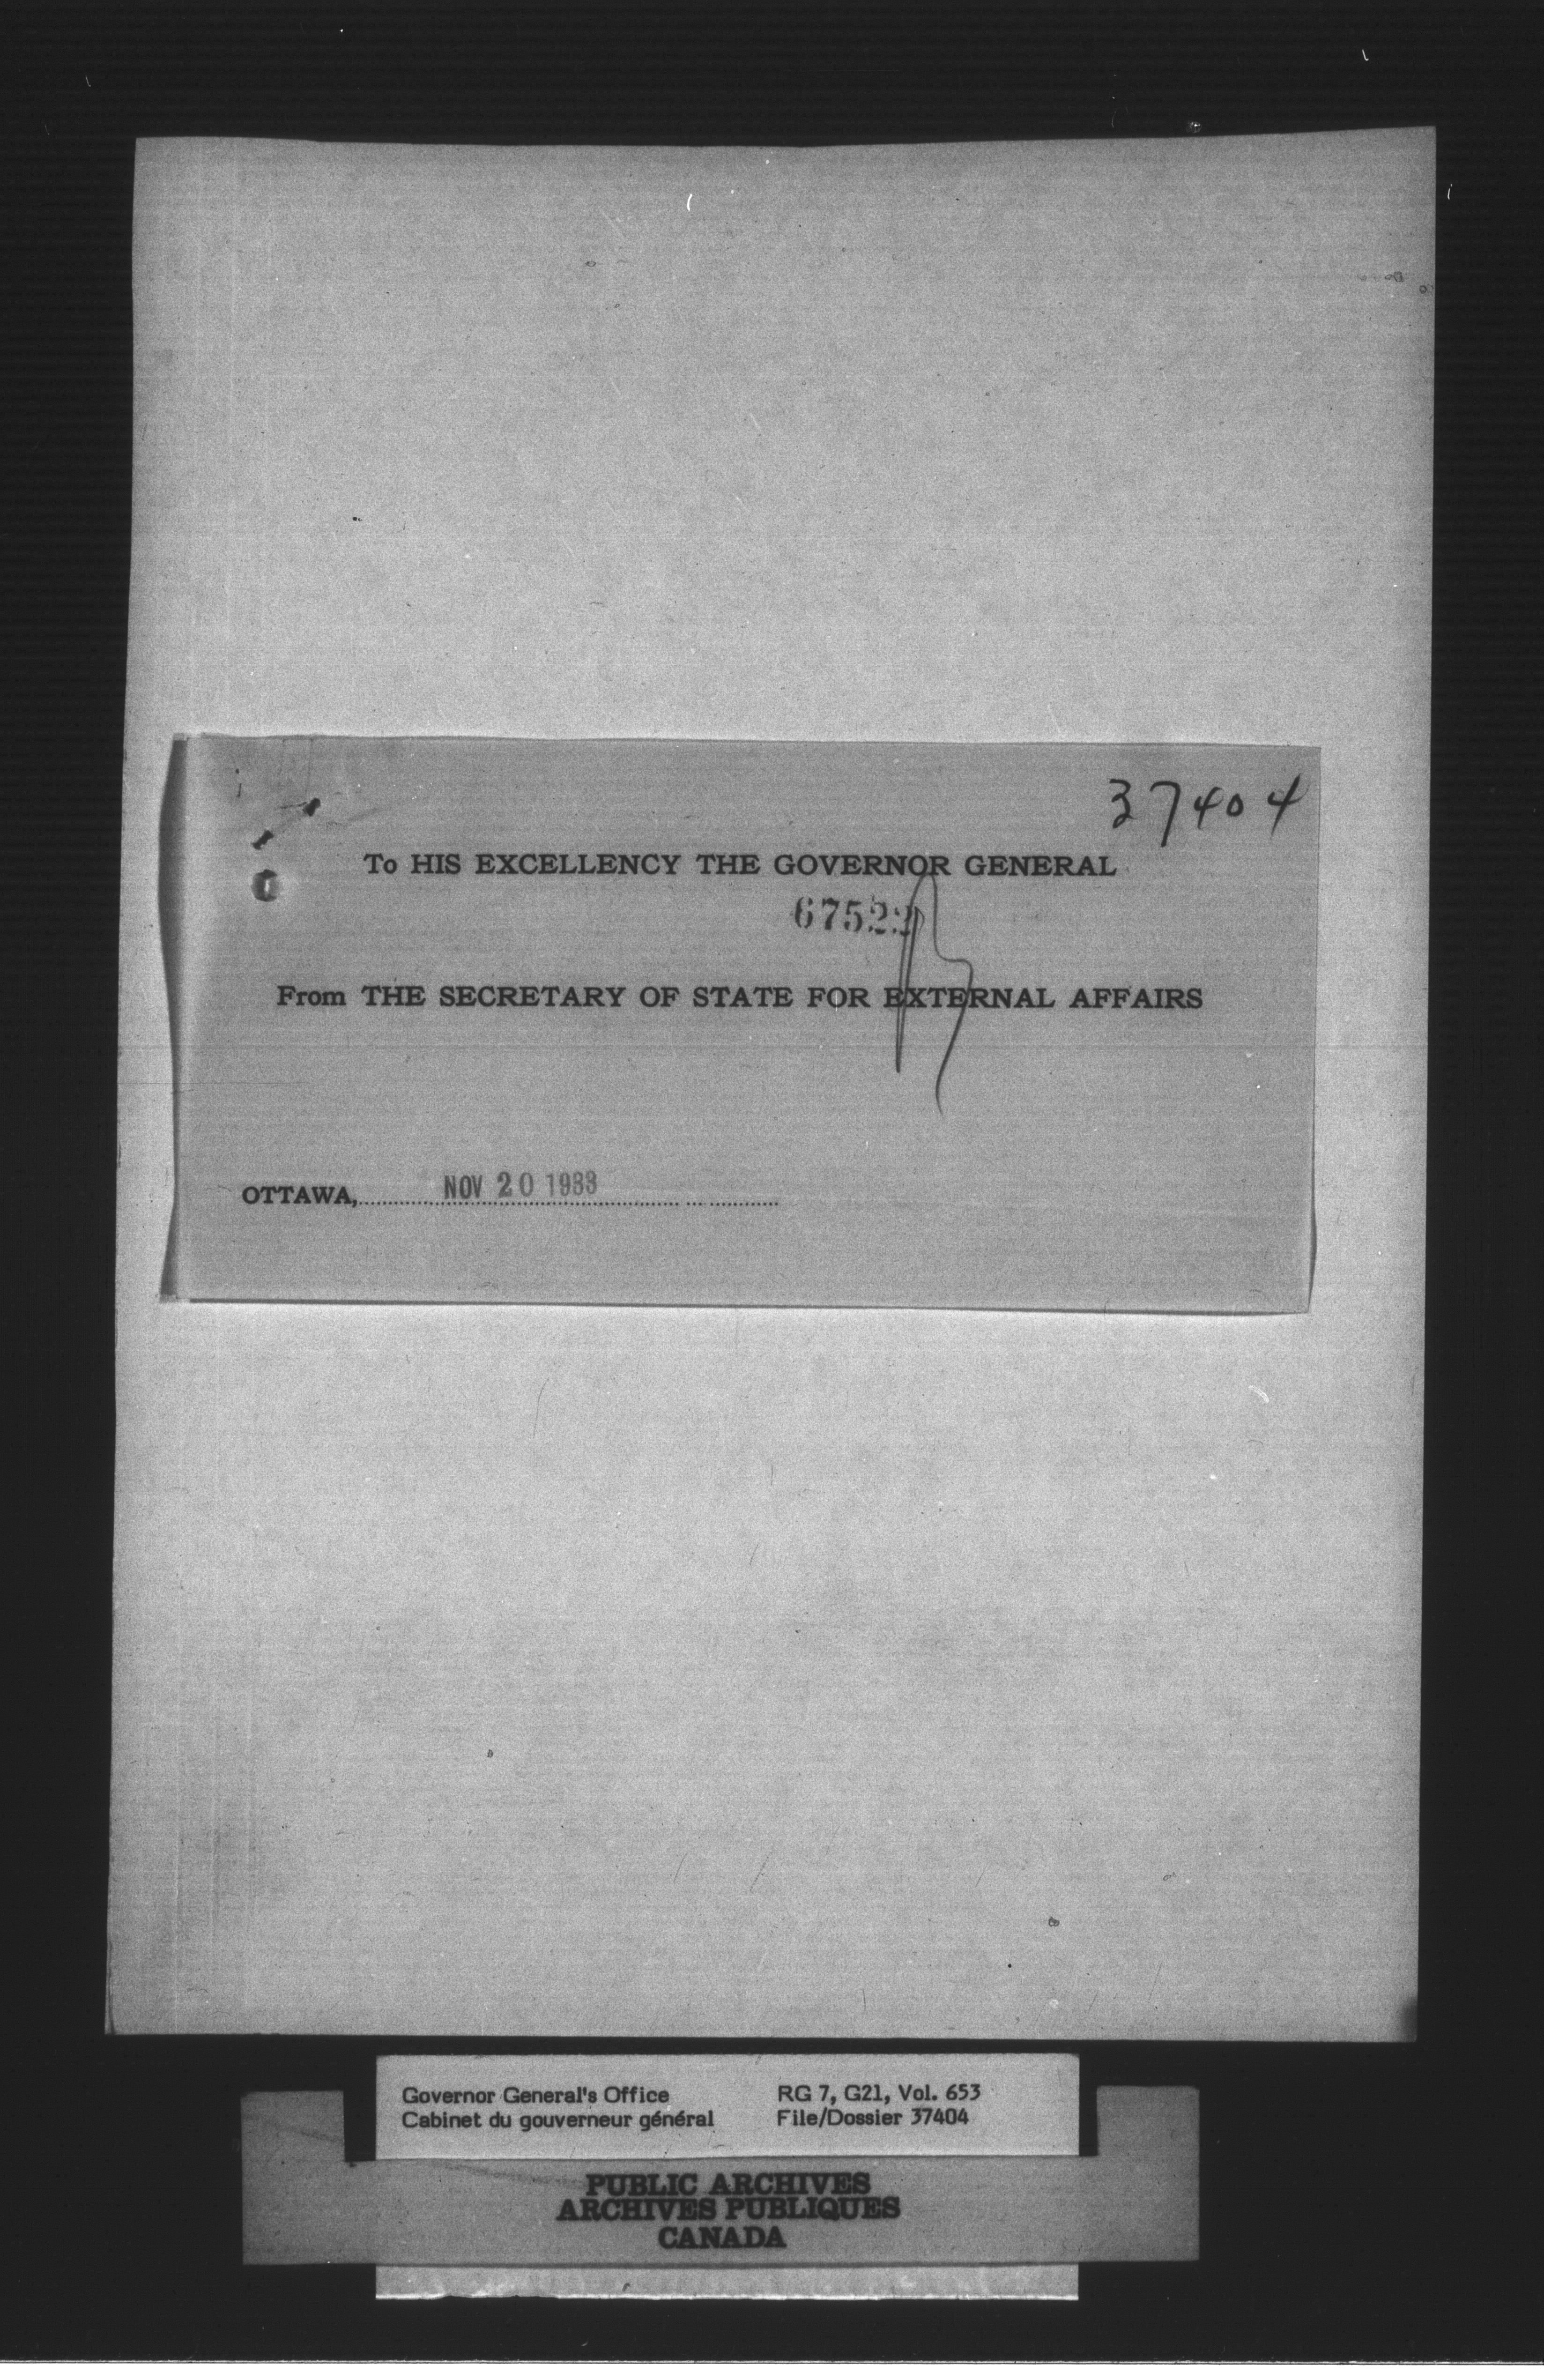 37404
To HIS EXCELLENCY THE GOVERNOR GENERAL
67522
From THE SECRETARY OF STATE FOR EXTERNAL AFFAIRS
OTTAWA, NOV 20 1933
Governor General's Office RG 7, G21, Vol. 653
Cabinet du gouverneur général File/Dossier 37404
PUBLIC ARCHIVES
ARCHIVES PUBLIQUES
CANADA